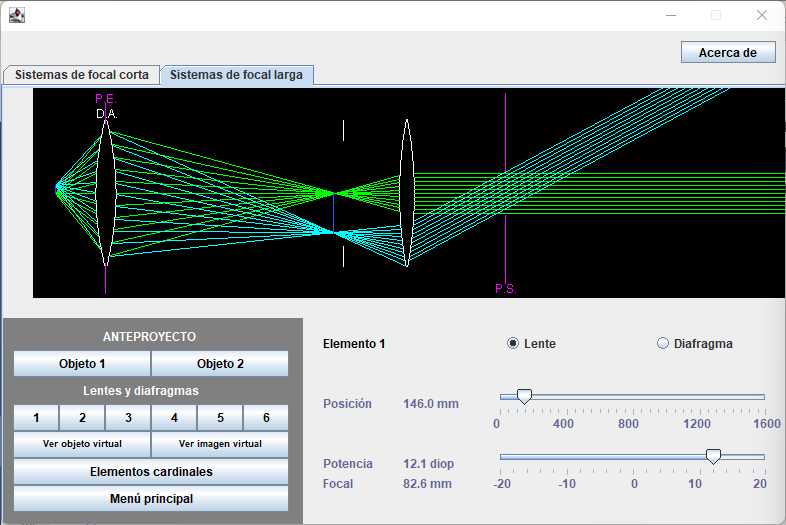 Acerca de
Sistemas de focal corta Sistemas de focal larga
P.E.
D.A.
P.S.
ANTEPROYECTO
Objeto 1 Objeto 2
Lentes y diafragmas
1 2 3 4 5 6
Ver objeto virtual Ver imagen virtual
Elementos cardinales
Menú principal
Elemento 1 Lente Diafragma
Posición 146.0 mm
0 400 800 1200 1600
Potencia 12.1 diop
Focal 82.6 mm
-20 -10 0 10 20